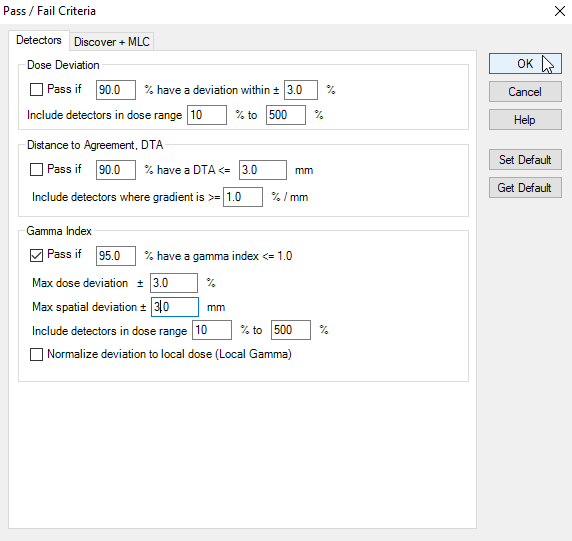 Pass / Fail Criteria
Detectors Discover + MLC
Dose Deviation
Pass if 90.0 % have a deviation within ± 3.0 %
Include detectors in dose range 10 % to 500 %
Distance to Agreement, DTA
Pass if 90.0 % have a DTA <= 3.0 mm
Include detectors where gradient is >= 1.0 % / mm
Gamma Index
Pass if 95.0 % have a gamma index <= 1.0
Max dose deviation ± 3.0 %
Max spatial deviation ± 3.0 mm
Include detectors in dose range 10 % to 500 %
Normalize deviation to local dose (Local Gamma)
OK
Cancel
Help
Set Default
Get Default